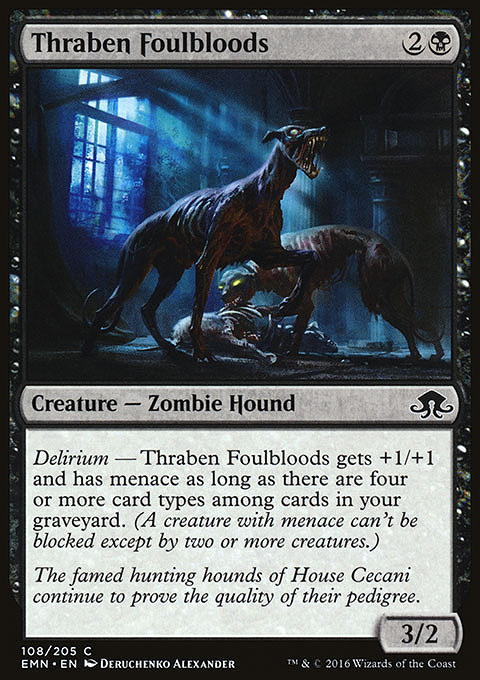 Thraben Foulbloods 2
Creature — Zombie Hound
Delirium — Thraben Foulbloods gets +1/+1
and has menace as long as there are four
or more card types among cards in your
graveyard. (A creature with menace can't be
blocked except by two or more creatures.)
The famed hunting hounds of House Cecani
continue to prove the quality of their pedigree.
3/2
108/205 C
EMN • EN Deruchenko Alexander
™ & © 2016 Wizards of the Coast